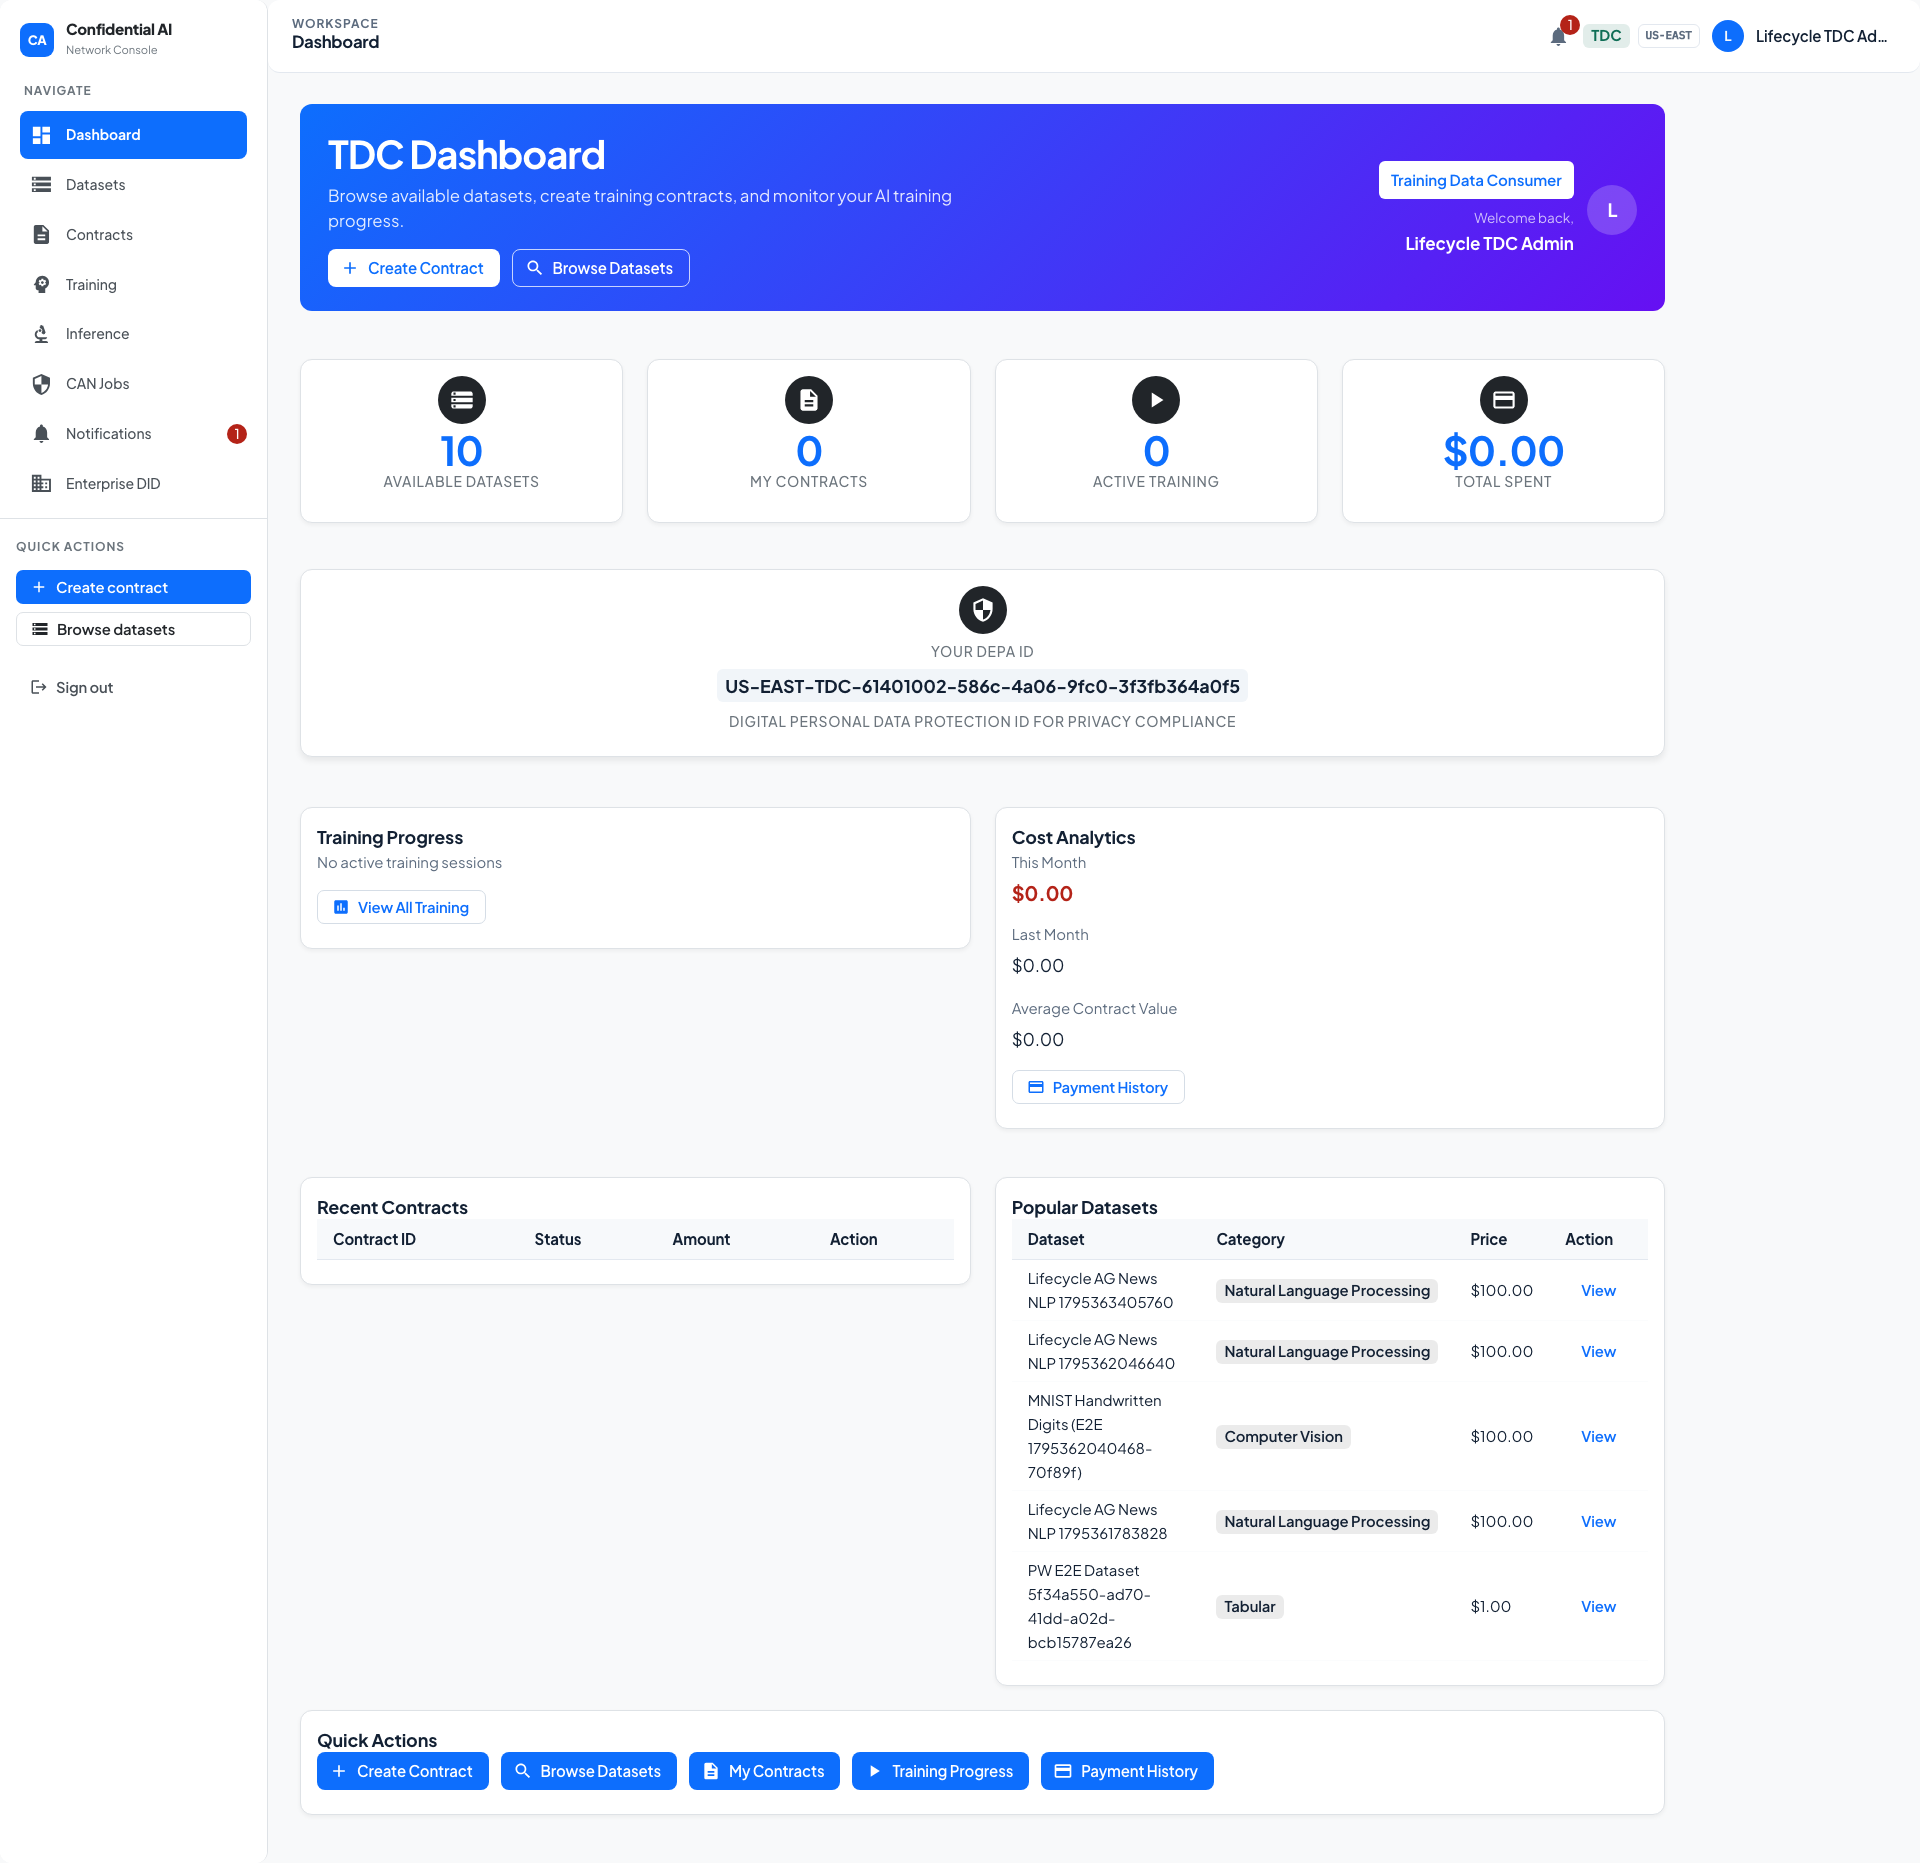 CA
Confidential AI
Network Console
NAVIGATE
Dashboard
Datasets
Contracts
Training
Inference
CAN Jobs
Notifications 1
Enterprise DID
QUICK ACTIONS
Create contract
Browse datasets
Sign out
WORKSPACE
Dashboard
1 TDC US-EAST L Lifecycle TDC Ad...
TDC Dashboard
Browse available datasets, create training contracts, and monitor your AI training
progress.
Create Contract Browse Datasets
Training Data Consumer
Welcome back,
Lifecycle TDC Admin
L
10
AVAILABLE DATASETS
0
MY CONTRACTS
0
ACTIVE TRAINING
$0.00
TOTAL SPENT
YOUR DEPA ID
US-EAST-TDC-61401002-586c-4a06-9fc0-3f3fb364a0f5
DIGITAL PERSONAL DATA PROTECTION ID FOR PRIVACY COMPLIANCE
Training Progress
No active training sessions
View All Training
Cost Analytics
This Month
$0.00
Last Month
$0.00
Average Contract Value
$0.00
Payment History
Recent Contracts
Contract ID Status Amount Action
Popular Datasets
Dataset Category Price Action
Lifecycle AG News
NLP 1795363405760
Natural Language Processing $100.00 View
Lifecycle AG News
NLP 1795362046640
Natural Language Processing $100.00 View
MNIST Handwritten
Digits (E2E
1795362040468-
70f89f)
Computer Vision $100.00 View
Lifecycle AG News
NLP 1795361783828
Natural Language Processing $100.00 View
PW E2E Dataset
5f34a550-ad70-
41dd-a02d-
bcb15787ea26
Tabular $1.00 View
Quick Actions
Create Contract Browse Datasets My Contracts Training Progress Payment History